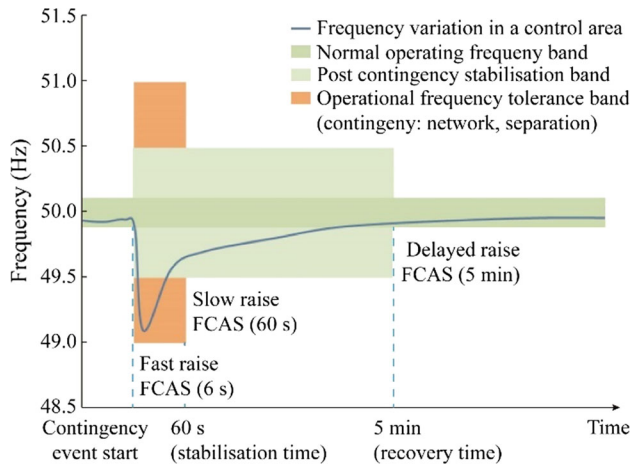 51.5
51.0
50.5
50.0
49.5
49.0
48.5
Frequency (Hz)
Frequency variation in a control area
Normal operating frequeny band
Post contingency stabilisation band
Operational frequency tolerance band
(contingeny: network, separation)
Delayed raise
FCAS (5 min)
Slow raise
FCAS (60 s)
Fast raise
FCAS (6 s)
Contingency
event start
60 s
(stabilisation time)
5 min
(recovery time)
Time